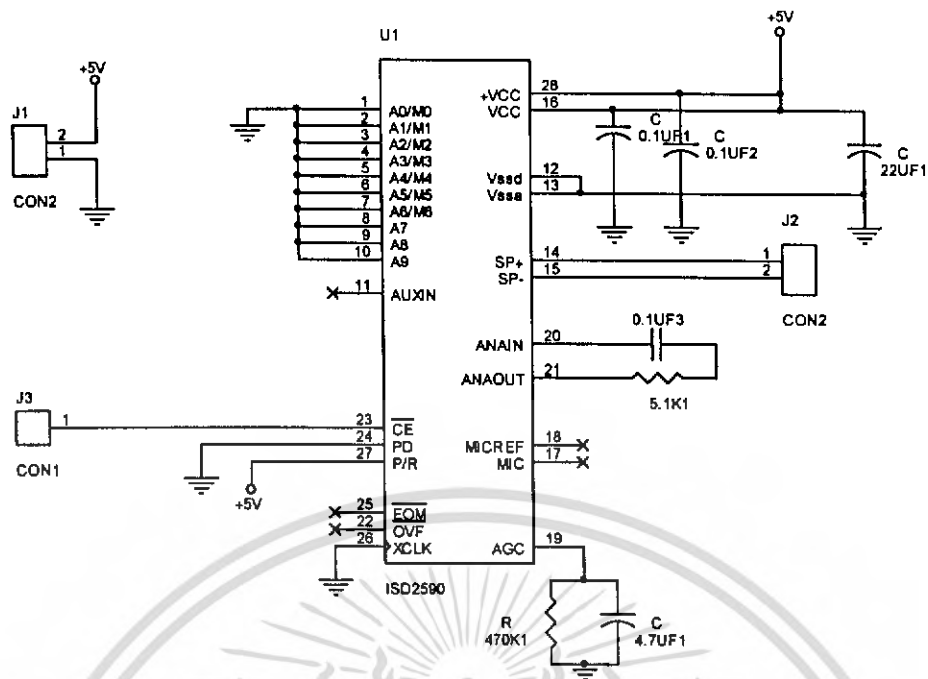 +5V
J1
2
1
CON2
U1
1 A0/M0
2 A1/M1
3 A2/M2
4 A3/M3
5 A4/M4
6 A5/M5
7 A6/M6
8 A7
9 A8
10 A9
11 AUXIN
J3
1
CON1
23 CE
24 PD
27 P/R
+5V
25 EOM
22 OVF
26 XCLK
ISD2590
+5V
+VCC 28
VCC 16
C
0.1UF1
C
0.1UF2
C
22UF1
Vssd 12
Vssa 13
J2
SP+ 14 1
SP- 15 2
CON2
0.1UF3
ANAIN 20
ANAOUT 21
5.1K1
MICREF 18
MIC 17
AGC 19
R
470K1
C
4.7UF1